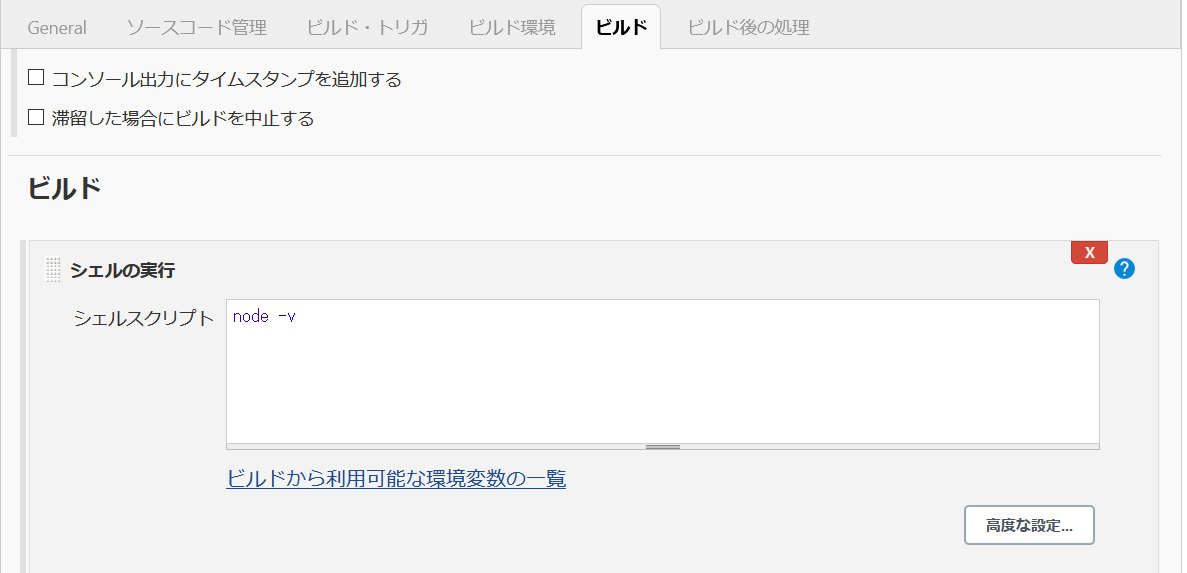 General ソースコード管理 ビルド・トリガ ビルド環境 ビルド ビルド後の処理
コンソール出力にタイムスタンプを追加する
滞留した場合にビルドを中止する
ビルド
X
シェルの実行 ?
シェルスクリプト node -v
ビルドから利用可能な環境変数の一覧
高度な設定...